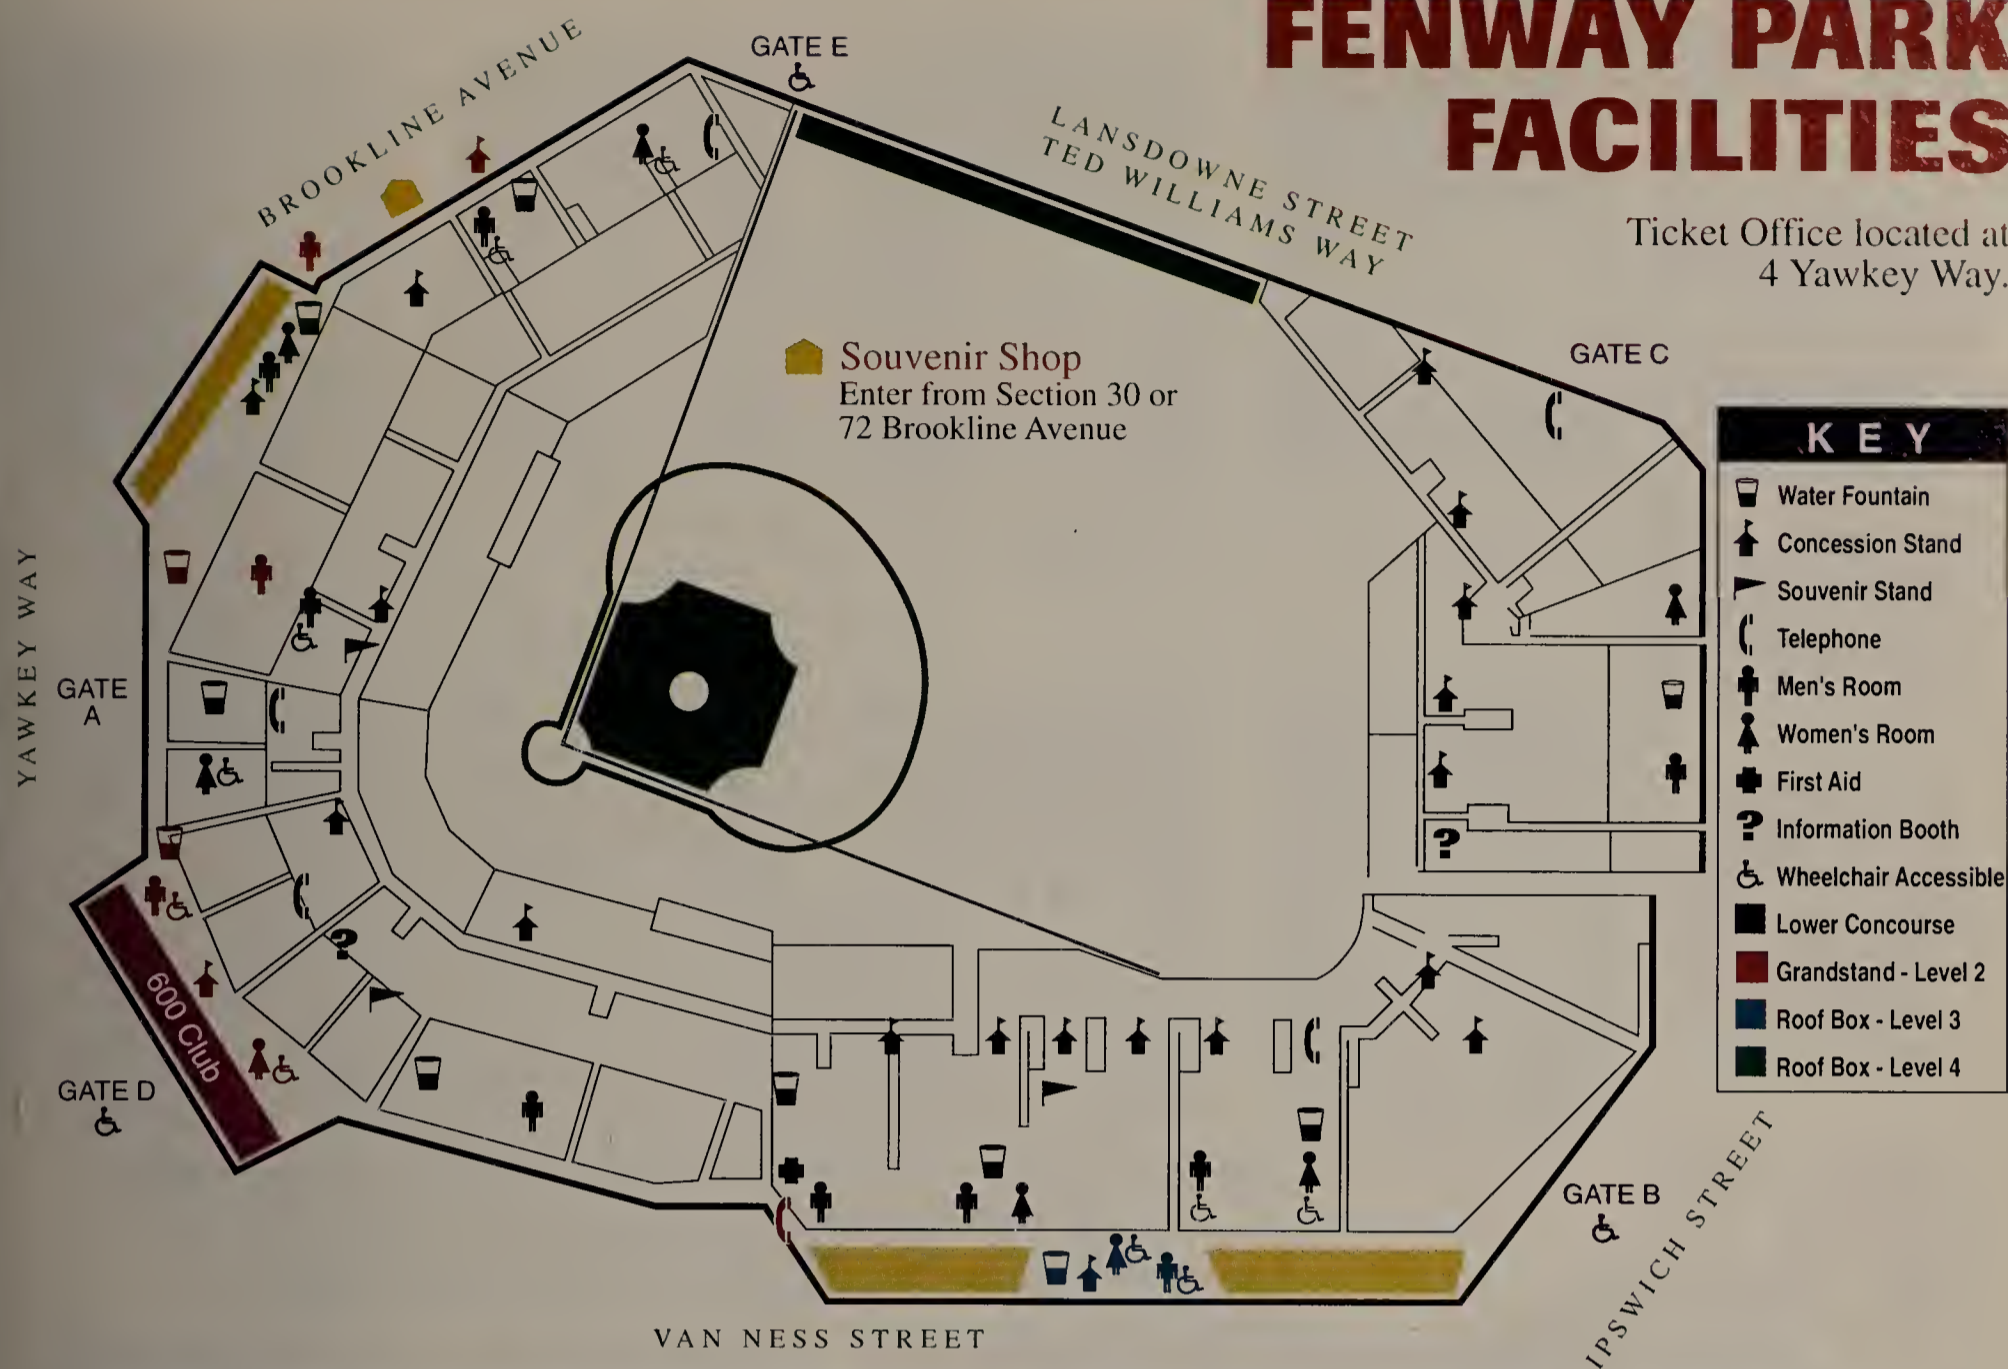 FENWAY PARK
FACILITIES
Ticket Office located at
4 Yawkey Way.
GATE E
BROOKLINE AVENUE
LANSDOWNE STREET
TED WILLIAMS WAY
Souvenir Shop
Enter from Section 30 or
72 Brookline Avenue
GATE C
KEY
Water Fountain
Concession Stand
Souvenir Stand
Telephone
Men's Room
Women's Room
First Aid
? Information Booth
Wheelchair Accessible
Lower Concourse
Grandstand - Level 2
Roof Box - Level 3
Roof Box - Level 4
YAWKEY WAY
GATE
A
?
?
600 Club
GATE D
GATE B
IPSWICH STREET
VAN NESS STREET